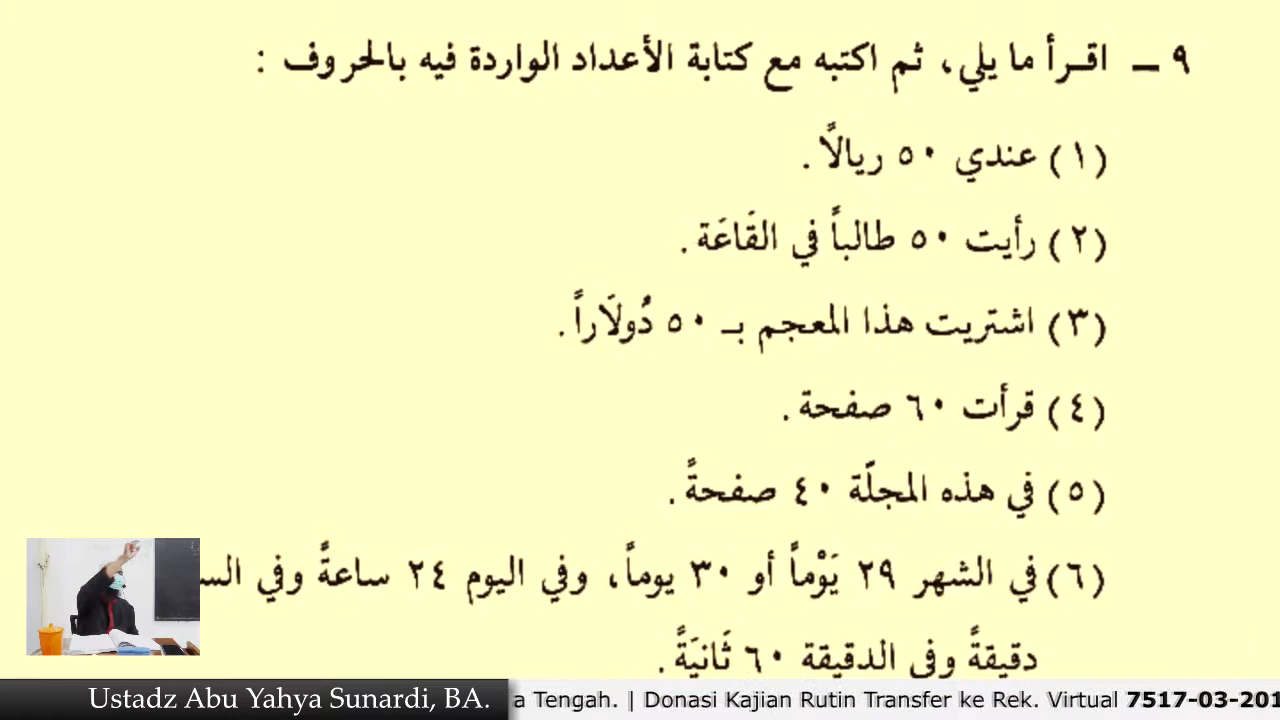 ٩ ــ اقـرأ ما يلي، ثم اكتبه مع كتابة الأعداد الواردة فيه بالحروف :
(١) عندي ٥٠ ريالاً .
(٢) رأيت ٥٠ طالباً في القَاعَة .
(٣) اشتريت هذا المعجم بـ ٥٠ دُولَاراً .
(٤) قرأت ٦٠ صفحة .
(٥) في هذه المجلّة ٤٠ صفحةً .
(٦) في الشهر ٢٩ يَوْماً أو ٣٠ يوماً، وفي اليوم ٢٤ ساعةً وفي
دقيقةً وفي الدقيقة ٦٠ ثَانيَةً .
Ustadz Abu Yahya Sunardi, BA. a Tengah. | Donasi Kajian Rutin Transfer ke Rek. Virtual 7517-03-201